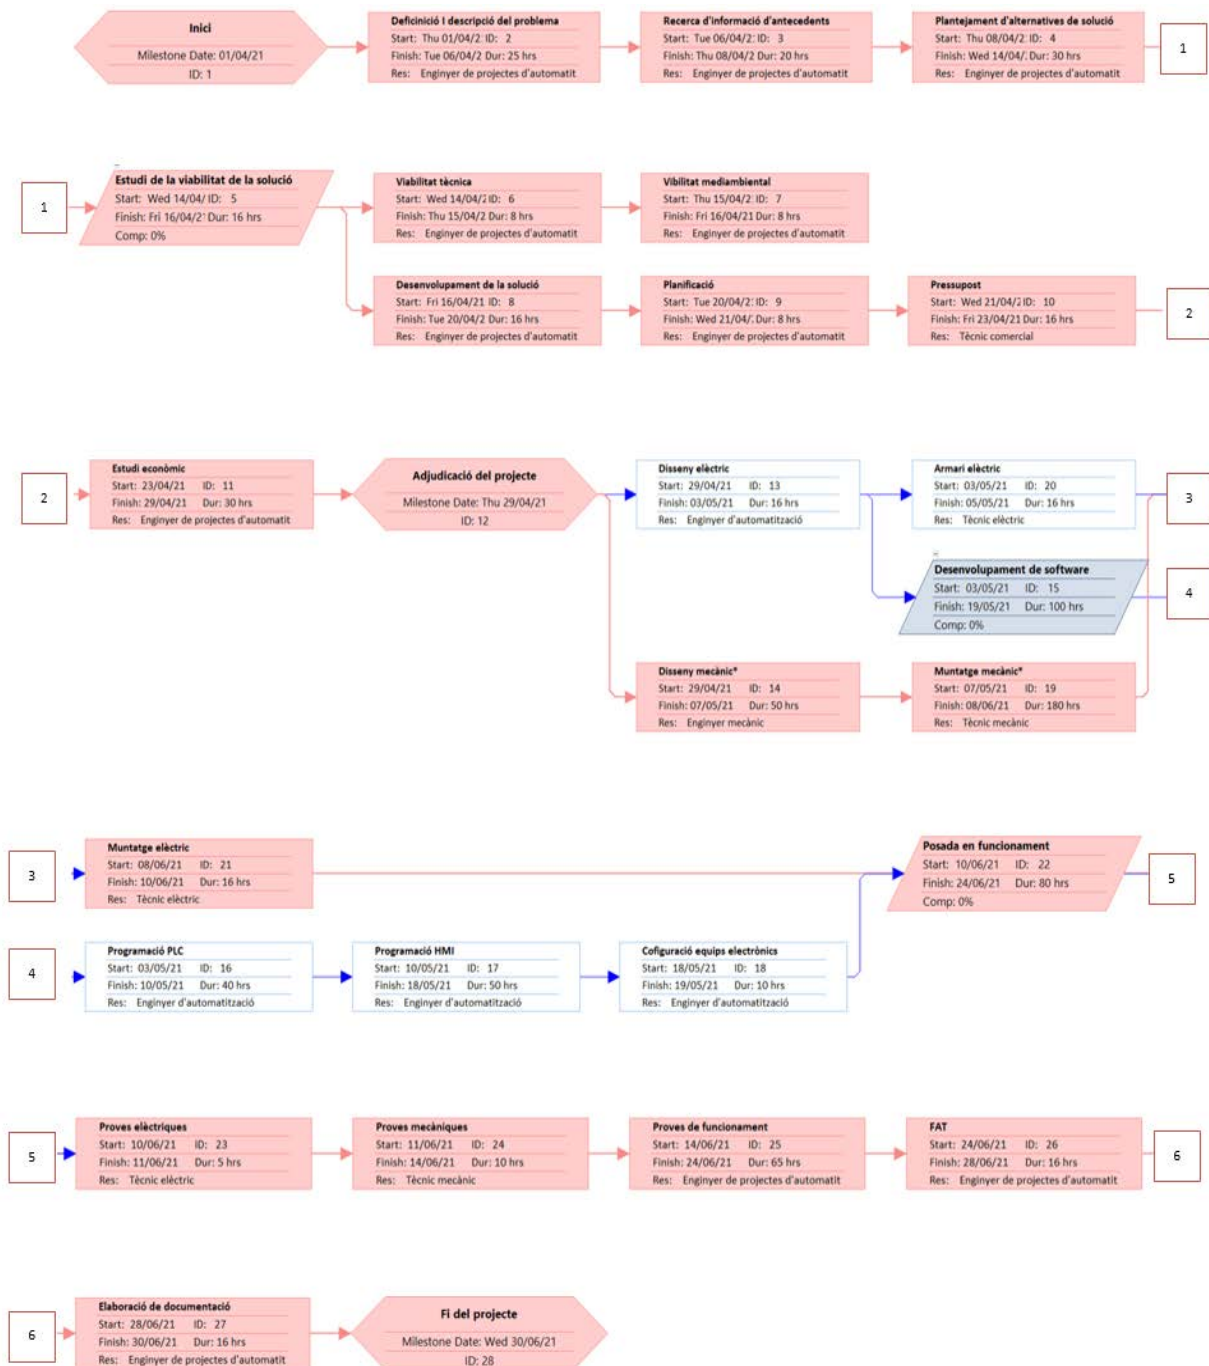 Inici
Milestone Date: 01/04/21
ID: 1
Deficinició I descripció del problema
Start: Thu 01/04/2: ID: 2
Finish: Tue 06/04/2 Dur: 25 hrs
Res: Enginyer de projectes d'automatit
Recerca d'informació d'antecedents
Start: Tue 06/04/2: ID: 3
Finish: Thu 08/04/2 Dur: 20 hrs
Res: Enginyer de projectes d'automatit
Plantejament d'alternatives de solució
Start: Thu 08/04/2: ID: 4
Finish: Wed 14/04/. Dur: 30 hrs
Res: Enginyer de projectes d'automatit
1
1
Estudi de la viabilitat de la solució
Start: Wed 14/04/ ID: 5
Finish: Fri 16/04/2' Dur: 16 hrs
Comp: 0%
Viabilitat tècnica
Start: Wed 14/04/2 ID: 6
Finish: Thu 15/04/2 Dur: 8 hrs
Res: Enginyer de projectes d'automatit
Vibilitat mediambiental
Start: Thu 15/04/2: ID: 7
Finish: Fri 16/04/21 Dur: 8 hrs
Res: Enginyer de projectes d'automatit
Desenvolupament de la solució
Start: Fri 16/04/21 ID: 8
Finish: Tue 20/04/2 Dur: 16 hrs
Res: Enginyer de projectes d'automatit
Planificació
Start: Tue 20/04/2: ID: 9
Finish: Wed 21/04/. Dur: 8 hrs
Res: Enginyer de projectes d'automatit
Pressupost
Start: Wed 21/04/2 ID: 10
Finish: Fri 23/04/21 Dur: 16 hrs
Res: Tècnic comercial
2
2
Estudi econòmic
Start: 23/04/21 ID: 11
Finish: 29/04/21 Dur: 30 hrs
Res: Enginyer de projectes d'automatit
Adjudicació del projecte
Milestone Date: Thu 29/04/21
ID: 12
Disseny elèctric
Start: 29/04/21 ID: 13
Finish: 03/05/21 Dur: 16 hrs
Res: Enginyer d'automatització
Armari elèctric
Start: 03/05/21 ID: 20
Finish: 05/05/21 Dur: 16 hrs
Res: Tècnic elèctric
3
Desenvolupament de software
Start: 03/05/21 ID: 15
Finish: 19/05/21 Dur: 100 hrs
Comp: 0%
4
Disseny mecànic*
Start: 29/04/21 ID: 14
Finish: 07/05/21 Dur: 50 hrs
Res: Enginyer mecànic
Muntatge mecànic*
Start: 07/05/21 ID: 19
Finish: 08/06/21 Dur: 180 hrs
Res: Tècnic mecànic
3
Muntatge elèctric
Start: 08/06/21 ID: 21
Finish: 10/06/21 Dur: 16 hrs
Res: Tècnic elèctric
Posada en funcionament
Start: 10/06/21 ID: 22
Finish: 24/06/21 Dur: 80 hrs
Comp: 0%
5
4
Programació PLC
Start: 03/05/21 ID: 16
Finish: 10/05/21 Dur: 40 hrs
Res: Enginyer d'automatització
Programació HMI
Start: 10/05/21 ID: 17
Finish: 18/05/21 Dur: 50 hrs
Res: Enginyer d'automatització
Cofiguració equips electrònics
Start: 18/05/21 ID: 18
Finish: 19/05/21 Dur: 10 hrs
Res: Enginyer d'automatització
5
Proves elèctriques
Start: 10/06/21 ID: 23
Finish: 11/06/21 Dur: 5 hrs
Res: Tècnic elèctric
Proves mecàniques
Start: 11/06/21 ID: 24
Finish: 14/06/21 Dur: 10 hrs
Res: Tècnic mecànic
Proves de funcionament
Start: 14/06/21 ID: 25
Finish: 24/06/21 Dur: 65 hrs
Res: Enginyer de projectes d'automatit
FAT
Start: 24/06/21 ID: 26
Finish: 28/06/21 Dur: 16 hrs
Res: Enginyer de projectes d'automatit
6
6
Elaboració de documentació
Start: 28/06/21 ID: 27
Finish: 30/06/21 Dur: 16 hrs
Res: Enginyer de projectes d'automatit
Fi del projecte
Milestone Date: Wed 30/06/21
ID: 28